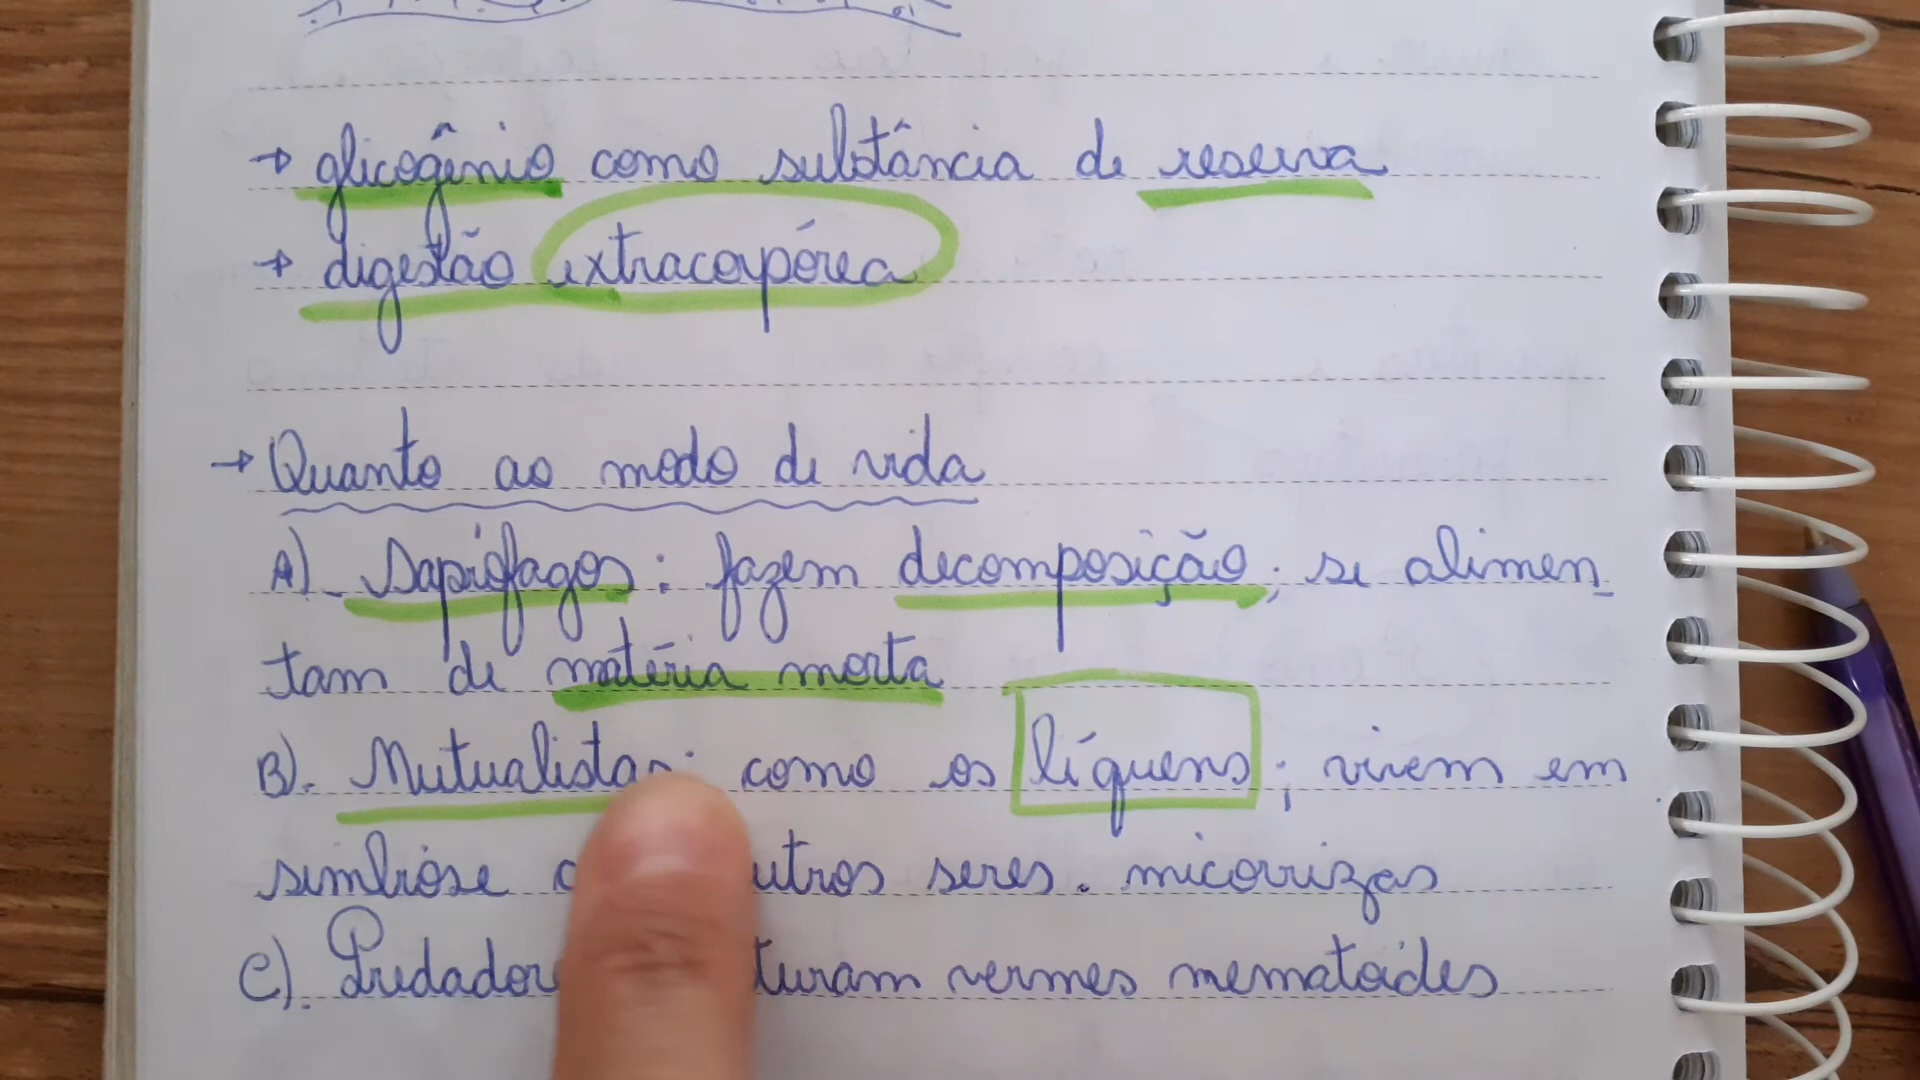 → glicogênio como substância de reserva
→ digestão extracorpórea
→ Quanto ao modo de vida
A). Saprófagos: fazem decomposição; se alimen
tam de matéria morta
B). Mutualistas: como os líquens; vivem em
simbiose utros seres. micorrizas
C). Predador turam vermes nematoides